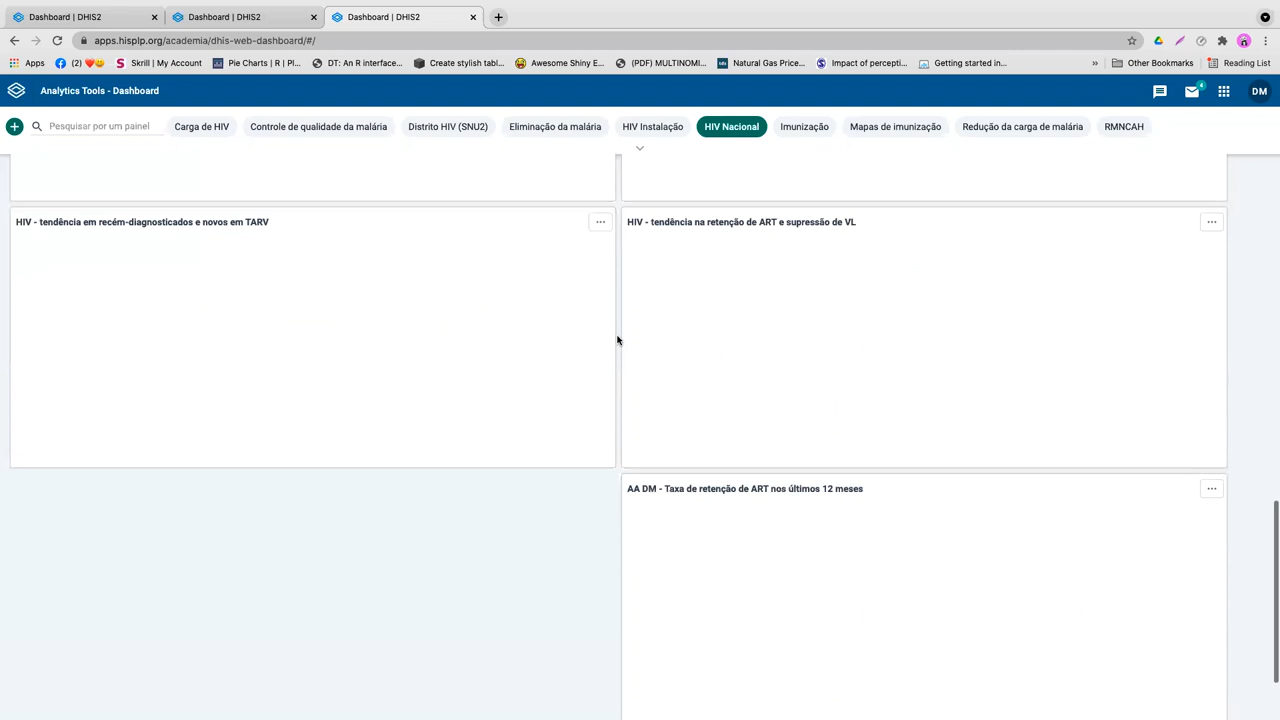 Dashboard | DHIS2
Dashboard | DHIS2
Dashboard | DHIS2
apps.hisplp.org/academia/dhis-web-dashboard/#/
Apps
(2) ❤️😀
Skrill | My Account
Pie Charts | R | Pl...
DT: An R interface...
Create stylish tabl...
Awesome Shiny E...
(PDF) MULTINOMI...
Natural Gas Price...
Impact of percepti...
Getting started in...
»
Other Bookmarks
Reading List
Analytics Tools - Dashboard
4
DM
Pesquisar por um painel
Carga de HIV
Controle de qualidade da malária
Distrito HIV (SNU2)
Eliminação da malária
HIV Instalação
HIV Nacional
Imunização
Mapas de imunização
Redução da carga de malária
RMNCAH
HIV - tendência em recém-diagnosticados e novos em TARV
HIV - tendência na retenção de ART e supressão de VL
AA DM - Taxa de retenção de ART nos últimos 12 meses